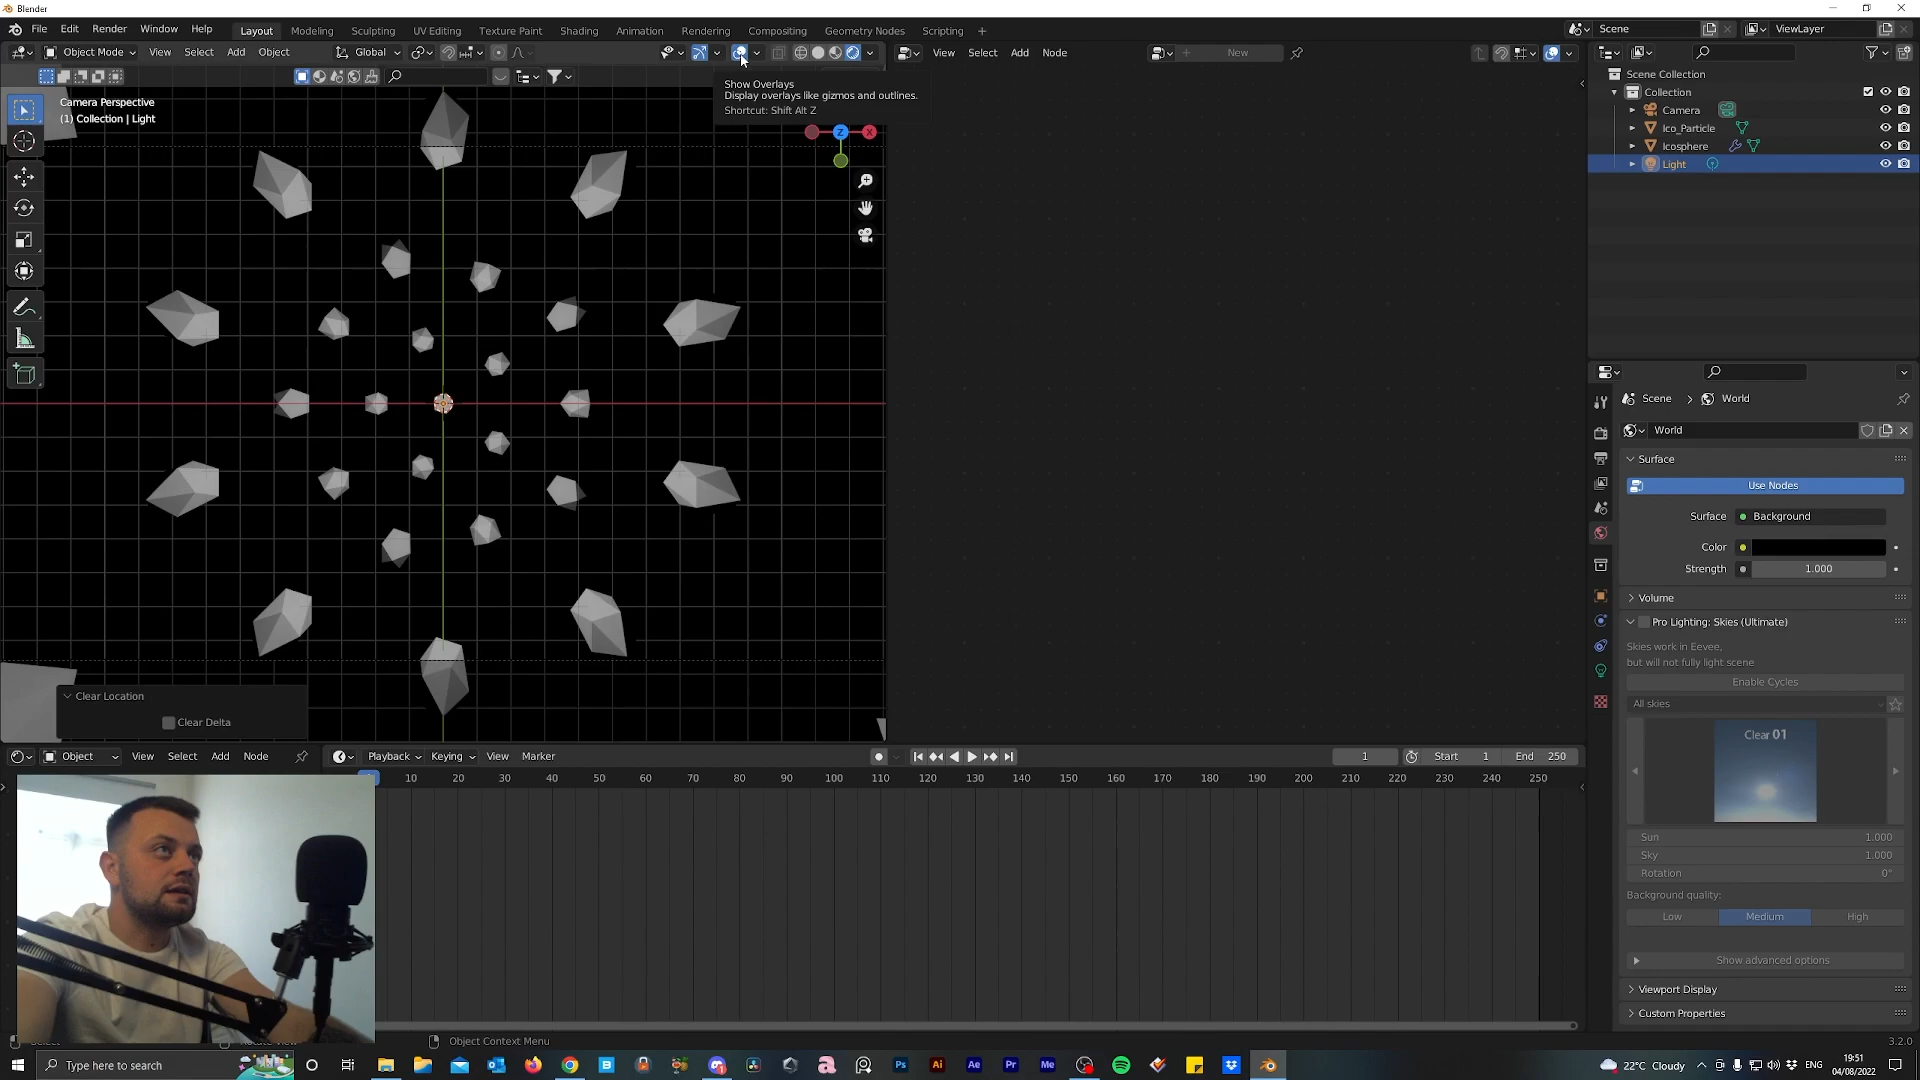 Blender
File Edit Render Window Help Layout Modeling Sculpting UV Editing Texture Paint Shading Animation Rendering Compositing Geometry Nodes Scripting + Scene ViewLayer
Object Mode View Select Add Object Global View Select Add Node New
Show Overlays
Display overlays like gizmos and outlines.
Shortcut: Shift Alt Z
Camera Perspective
(1) Collection | Light
Z X
Scene Collection
Collection
Camera
Ico_Particle
Icosphere
Light
Scene > World
World
Surface
Use Nodes
Surface Background
Color
Strength 1.000
Volume
Pro Lighting: Skies (Ultimate)
Skies work in Eevee,
but will not fully light scene
Enable Cycles
All skies
Clear 01
Sun 1.000
Sky 1.000
Rotation 0°
Background quality:
Low Medium High
Show advanced options
Viewport Display
Custom Properties
Clear Location
Clear Delta
Object View Select Add Node Playback Keying View Marker 1 Start 1 End 250
10 20 30 40 50 60 70 80 90 100 110 120 130 140 150 160 170 180 190 200 210 220 230 240 250
Object Context Menu 3.2.0
Type here to search B Ps Ai Ae Pr Me 22°C Cloudy ENG 19:51
04/08/2022